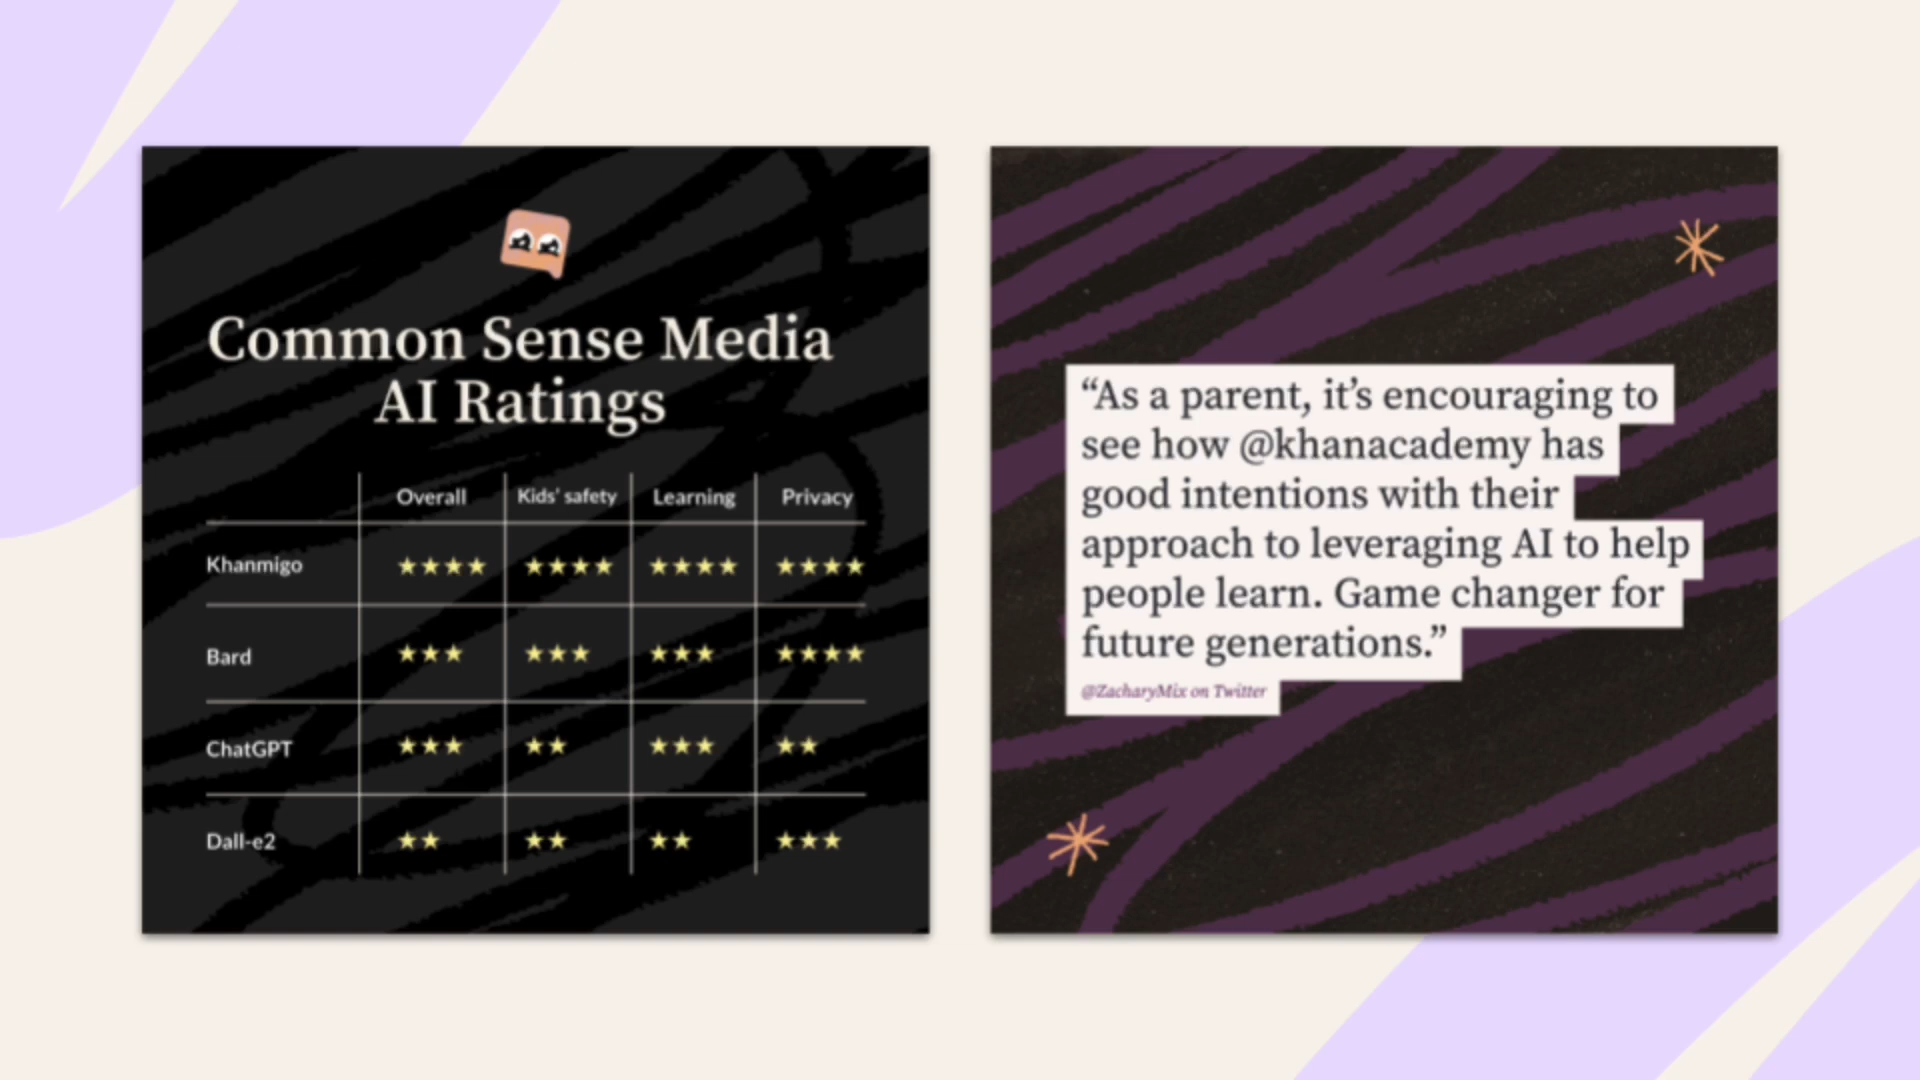 Common Sense Media
AI Ratings
Overall Kids’ safety Learning Privacy
Khanmigo ★★★★ ★★★★ ★★★★ ★★★★
Bard ★★★ ★★★ ★★★ ★★★★
ChatGPT ★★★ ★★ ★★★ ★★
Dall-e2 ★★ ★★ ★★ ★★★
“As a parent, it’s encouraging to
see how @khanacademy has
good intentions with their
approach to leveraging AI to help
people learn. Game changer for
future generations.”
@ZacharyMix on Twitter